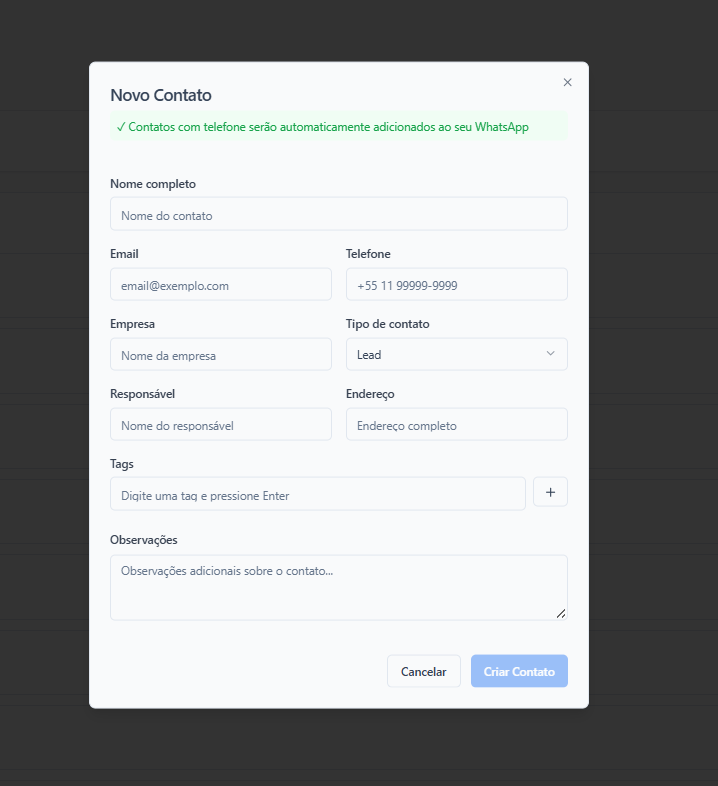 Novo Contato
✓ Contatos com telefone serão automaticamente adicionados ao seu WhatsApp
Nome completo
Nome do contato
Email
Telefone
email@exemplo.com
+55 11 99999-9999
Empresa
Tipo de contato
Nome da empresa
Lead
Responsável
Endereço
Nome do responsável
Endereço completo
Tags
Digite uma tag e pressione Enter
Observações
Observações adicionais sobre o contato...
Cancelar
Criar Contato